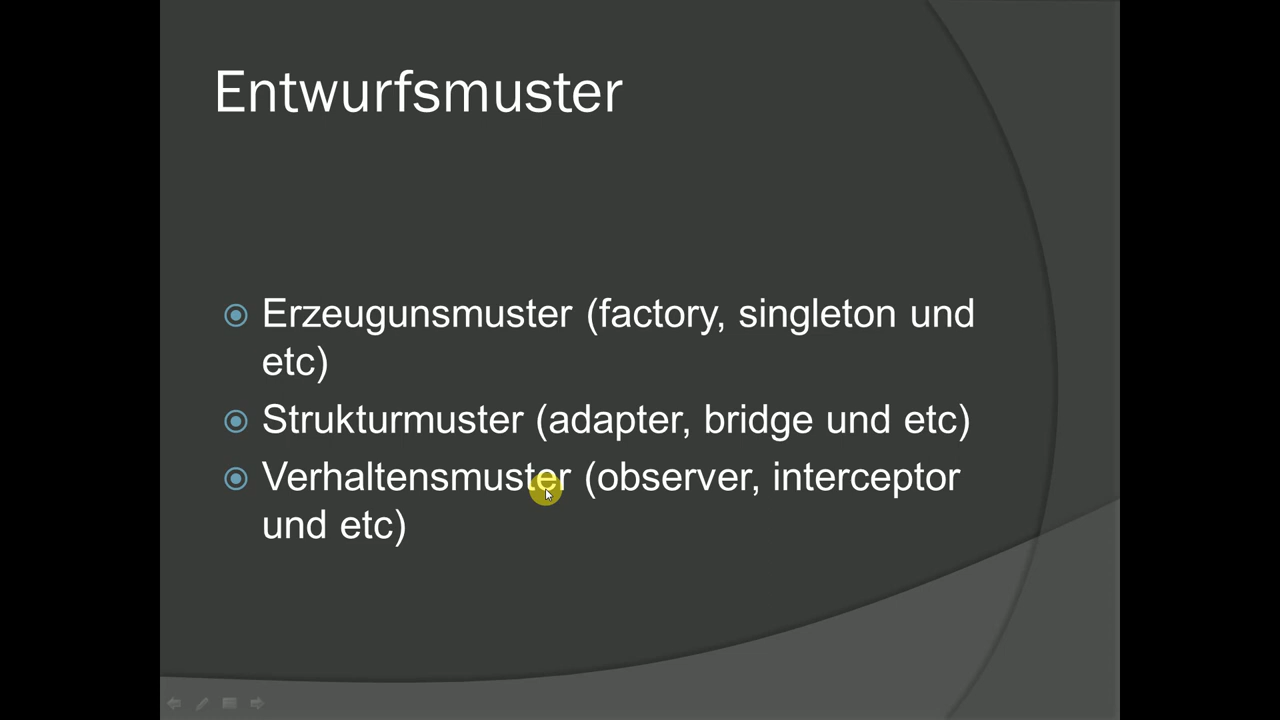 Entwurfsmuster
Erzeugunsmuster (factory, singleton und
etc)
Strukturmuster (adapter, bridge und etc)
Verhaltensmuster (observer, interceptor
und etc)